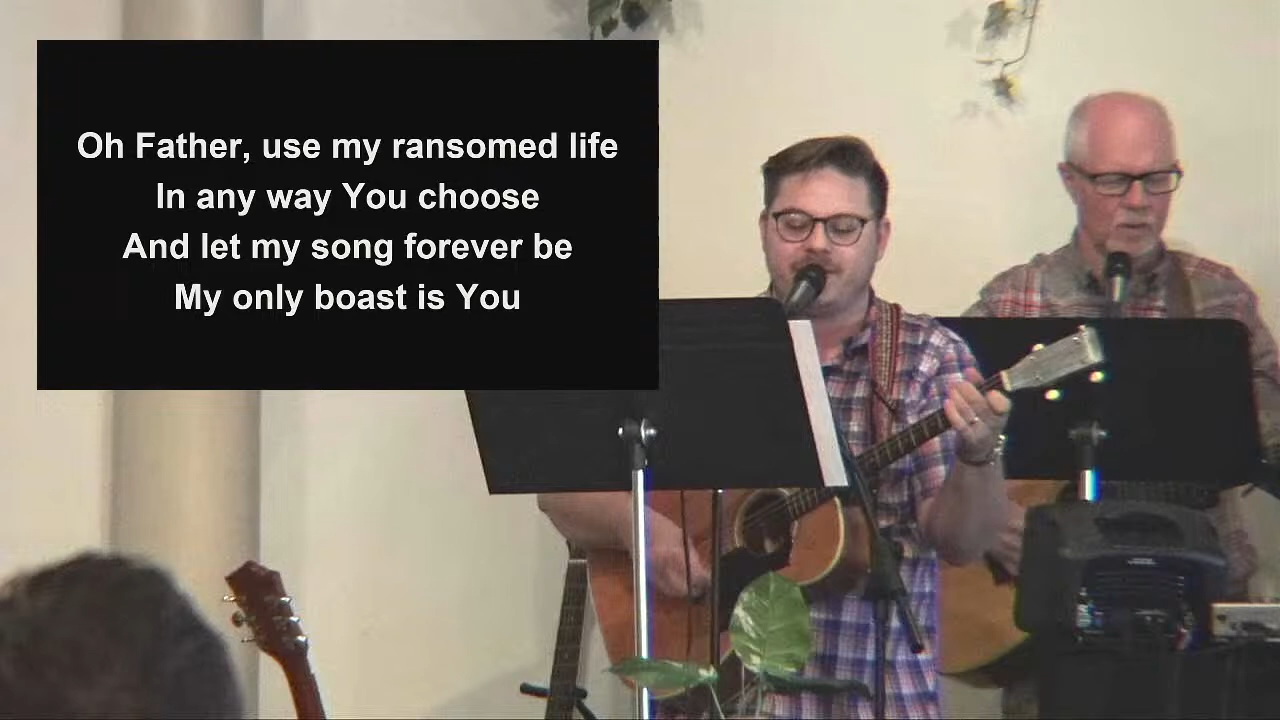 Oh Father, use my ransomed life
In any way You choose
And let my song forever be
My only boast is You